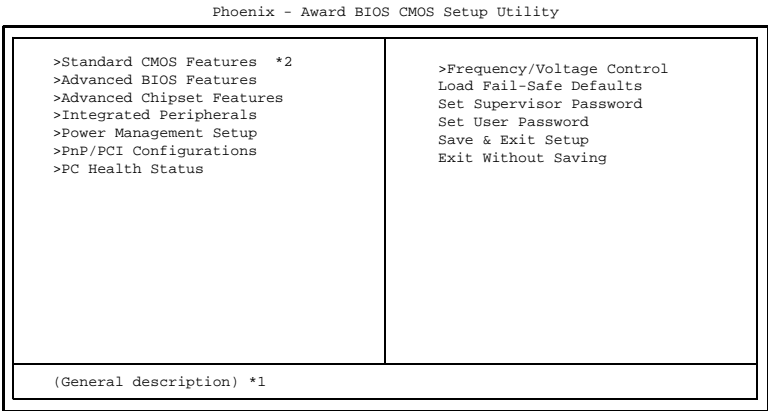 Phoenix - Award BIOS CMOS Setup Utility
>Standard CMOS Features *2
>Advanced BIOS Features
>Advanced Chipset Features
>Integrated Peripherals
>Power Management Setup
>PnP/PCI Configurations
>PC Health Status
>Frequency/Voltage Control
Load Fail-Safe Defaults
Set Supervisor Password
Set User Password
Save & Exit Setup
Exit Without Saving
(General description) *1